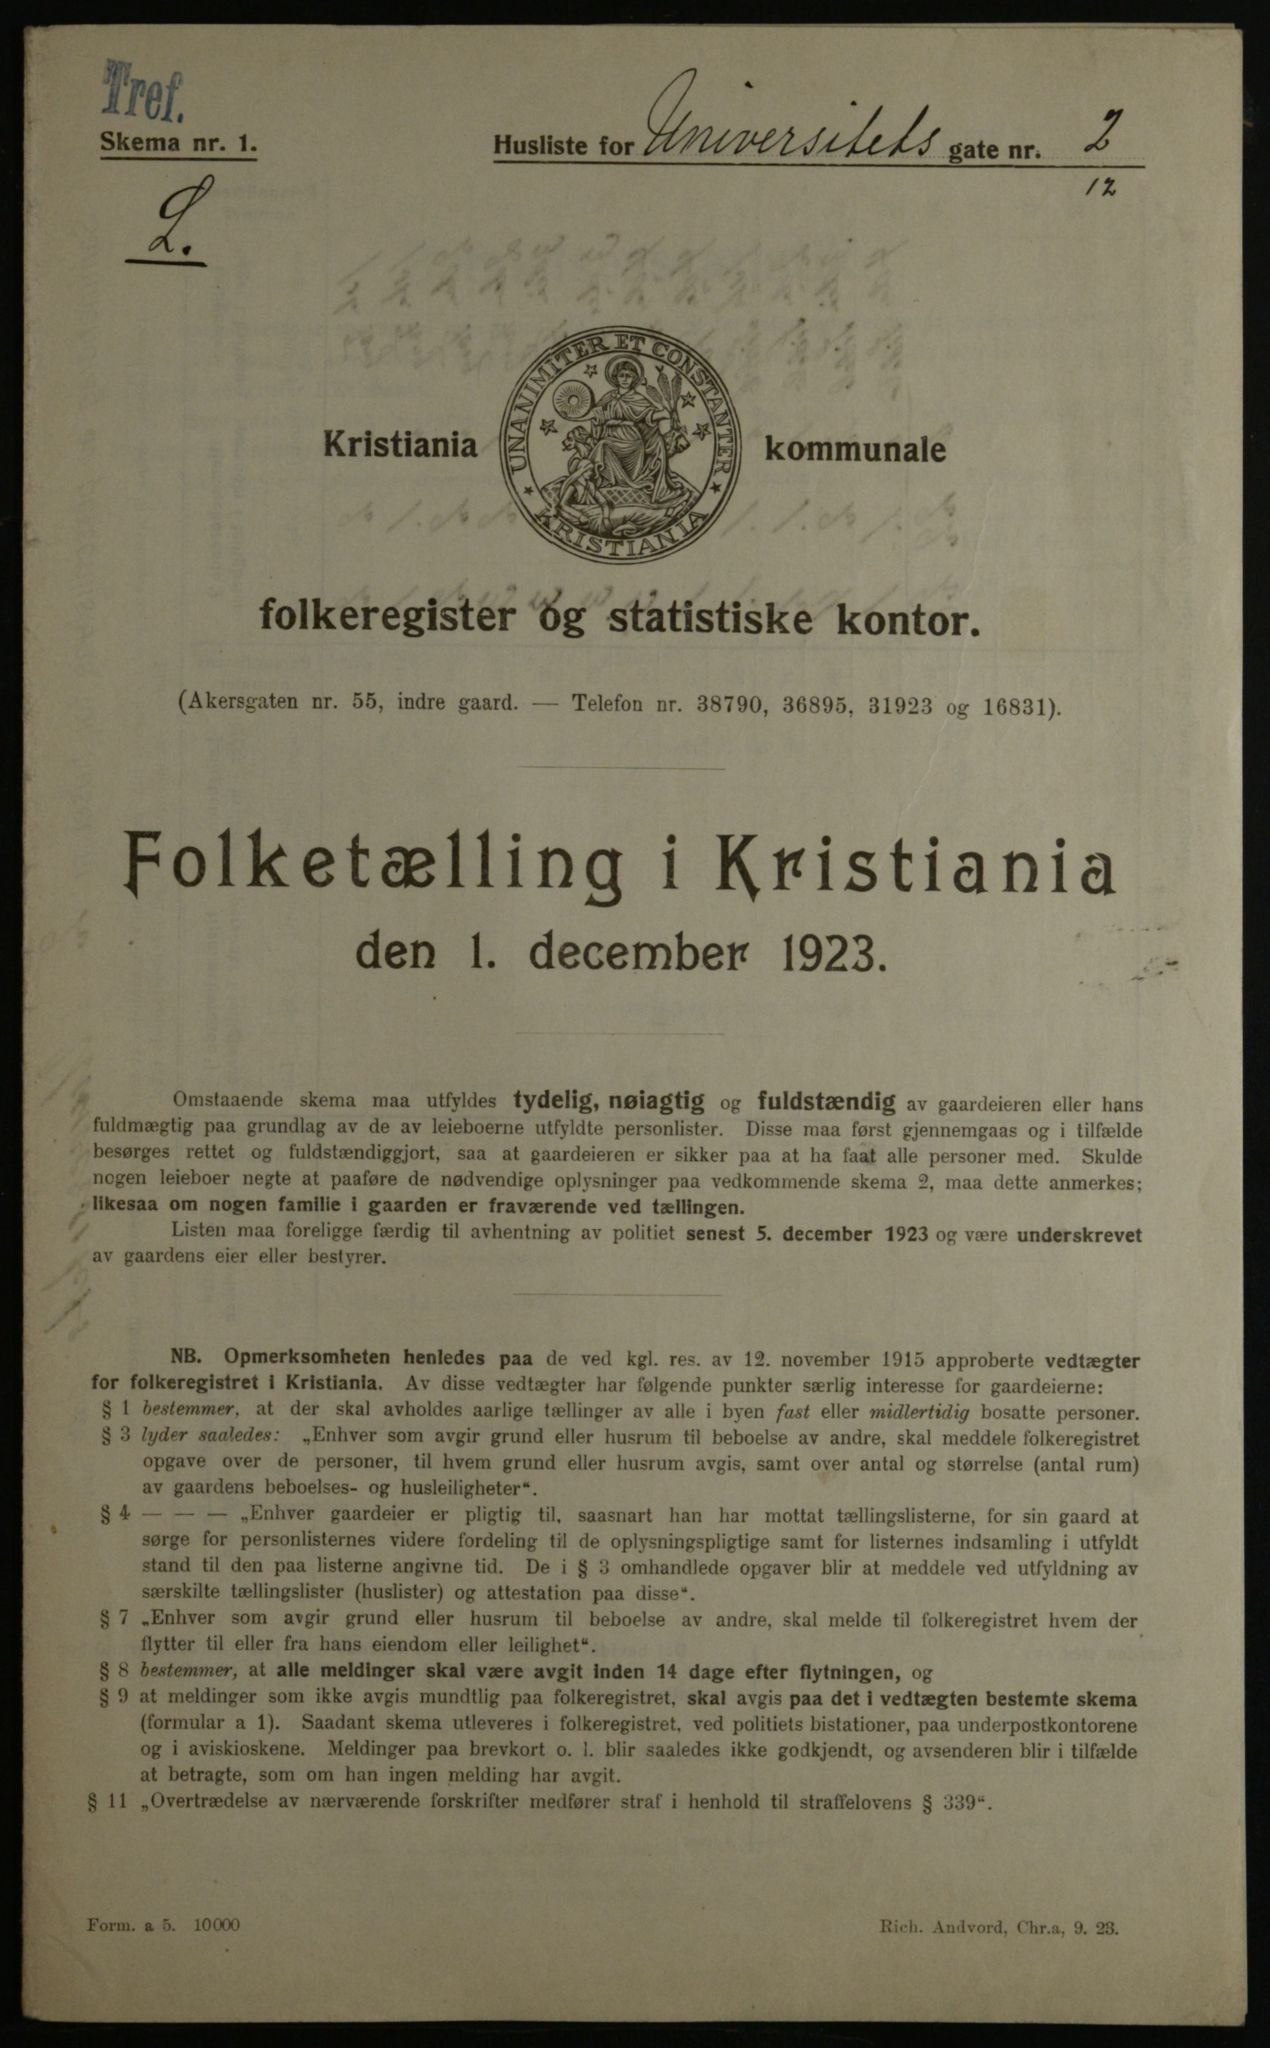 Tref.
Skema nr. 1.
Husliste for Universitets gate nr. 2
12
L.
UNANIMITER ET CONSTANTER
KRISTIANIA
Kristiania kommunale
folkeregister og statistiske kontor.
(Akersgaten nr. 55, indre gaard. — Telefon nr. 38790, 36895, 31923 og 16831).
Folketælling i Kristiania
den 1. december 1923.
Omstaaende skema maa utfyldes tydelig, nøiagtig og fuldstændig av gaardeieren eller hans
fuldmægtig paa grundlag av de av leieboerne utfyldte personlister. Disse maa først gjennemgaas og i tilfælde
besørges rettet og fuldstændiggjort, saa at gaardeieren er sikker paa at ha faat alle personer med. Skulde
nogen leieboer negte at paaføre de nødvendige oplysninger paa vedkommende skema 2, maa dette anmerkes;
likesaa om nogen familie i gaarden er fraværende ved tællingen.
Listen maa foreligge færdig til avhentning av politiet senest 5. december 1923 og være underskrevet
av gaardens eier eller bestyrer.
NB. Opmerksomheten henledes paa de ved kgl. res. av 12. november 1915 approberte vedtægter
for folkeregistret i Kristiania. Av disse vedtægter har følgende punkter særlig interesse for gaardeierne:
§ 1 bestemmer, at der skal avholdes aarlige tællinger av alle i byen fast eller midlertidig bosatte personer.
§ 3 lyder saaledes: „Enhver som avgir grund eller husrum til beboelse av andre, skal meddele folkeregistret
opgave over de personer, til hvem grund eller husrum avgis, samt over antal og størrelse (antal rum)
av gaardens beboelses- og husleiligheter“.
§ 4 — — — „Enhver gaardeier er pligtig til, saasnart han har mottat tællingslisterne, for sin gaard at
sørge for personlisternes videre fordeling til de oplysningspligtige samt for listernes indsamling i utfyldt
stand til den paa listerne angivne tid. De i § 3 omhandlede opgaver blir at meddele ved utfyldning av
særskilte tællingslister (huslister) og attestation paa disse“.
§ 7 „Enhver som avgir grund eller husrum til beboelse av andre, skal melde til folkeregistret hvem der
flytter til eller fra hans eiendom eller leilighet“.
§ 8 bestemmer, at alle meldinger skal være avgit inden 14 dage efter flytningen, og
§ 9 at meldinger som ikke avgis mundtlig paa folkeregistret, skal avgis paa det i vedtægten bestemte skema
(formular a 1). Saadant skema utleveres i folkeregistret, ved politiets bistationer, paa underpostkontorene
og i aviskioskene. Meldinger paa brevkort o. l. blir saaledes ikke godkjendt, og avsenderen blir i tilfælde
at betragte, som om han ingen melding har avgit.
§ 11 „Overtrædelse av nærværende forskrifter medfører straf i henhold til straffelovens § 339“.
Form. a 5. 10000
Rich. Andvord, Chr.a, 9. 23.